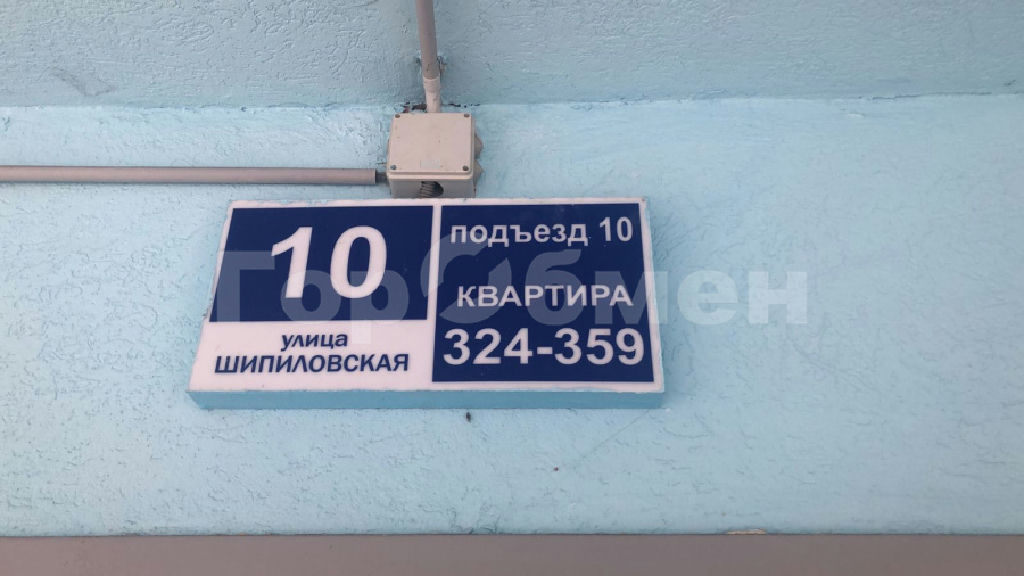 10
улица
ШИПИЛОВСКАЯ
подъезд 10
КВАРТИРА
324-359
ГорОбмен